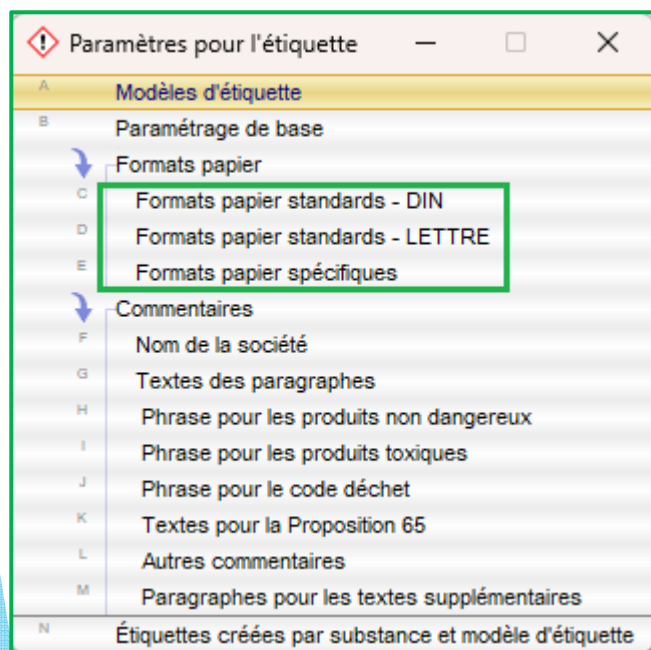 Paramètres pour l'étiquette
A Modèles d'étiquette
B Paramétrage de base
Formats papier
C Formats papier standards - DIN
D Formats papier standards - LETTRE
E Formats papier spécifiques
Commentaires
F Nom de la société
G Textes des paragraphes
H Phrase pour les produits non dangereux
I Phrase pour les produits toxiques
J Phrase pour le code déchet
K Textes pour la Proposition 65
L Autres commentaires
M Paragraphes pour les textes supplémentaires
N Étiquettes créées par substance et modèle d'étiquette